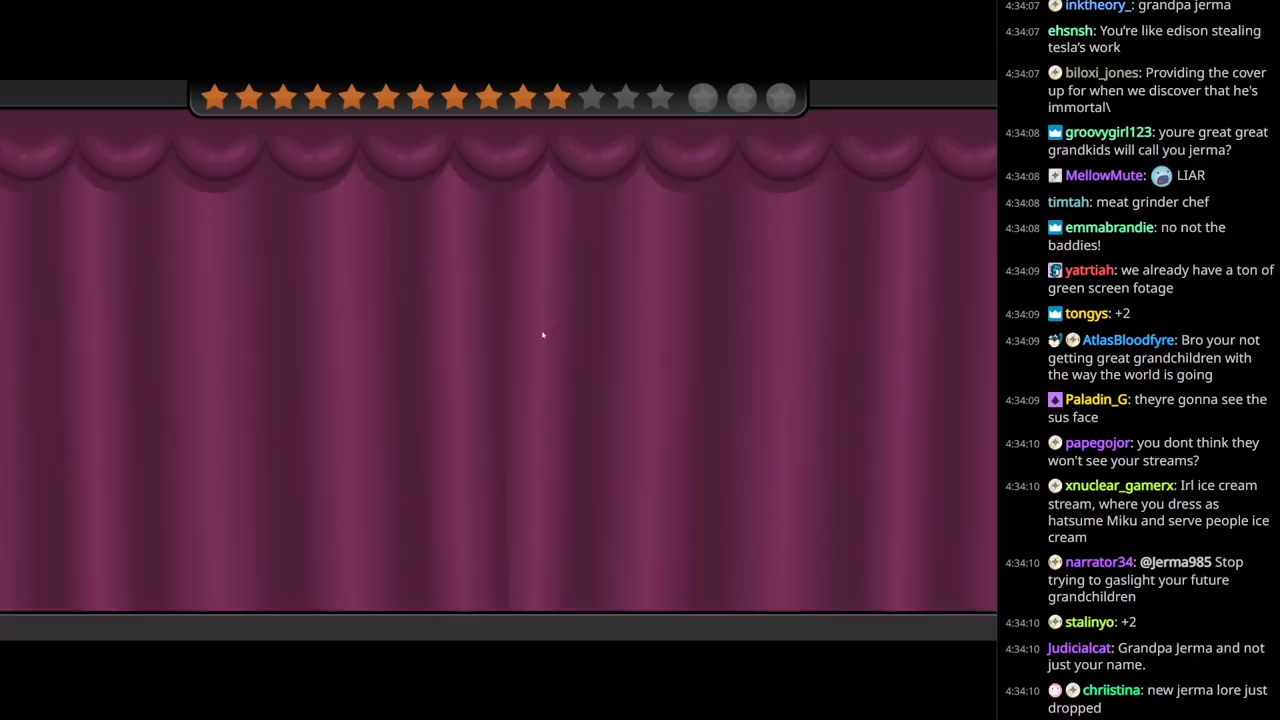 4:34:07 inktheory_: grandpa jerma
4:34:07 ehsnsh: You’re like edison stealing
tesla’s work
4:34:07 biloxi_jones: Providing the cover
up for when we discover that he's
immortal\
4:34:08 groovygirl123: youre great great
grandkids will call you jerma?
4:34:08 MellowMute: LIAR
4:34:08 timtah: meat grinder chef
4:34:08 emmabrandie: no not the
baddies!
4:34:09 yatrtiah: we already have a ton of
green screen fotage
4:34:09 tongys: +2
4:34:09 AtlasBloodfyre: Bro your not
getting great grandchildren with
the way the world is going
4:34:09 Paladin_G: theyre gonna see the
sus face
4:34:10 papegojor: you dont think they
won't see your streams?
4:34:10 xnuclear_gamerx: Irl ice cream
stream, where you dress as
hatsume Miku and serve people ice
cream
4:34:10 narrator34: @Jerma985 Stop
trying to gaslight your future
grandchildren
4:34:10 stalinyo: +2
4:34:10 Judicialcat: Grandpa Jerma and not
just your name.
4:34:10 chriistina: new jerma lore just
dropped